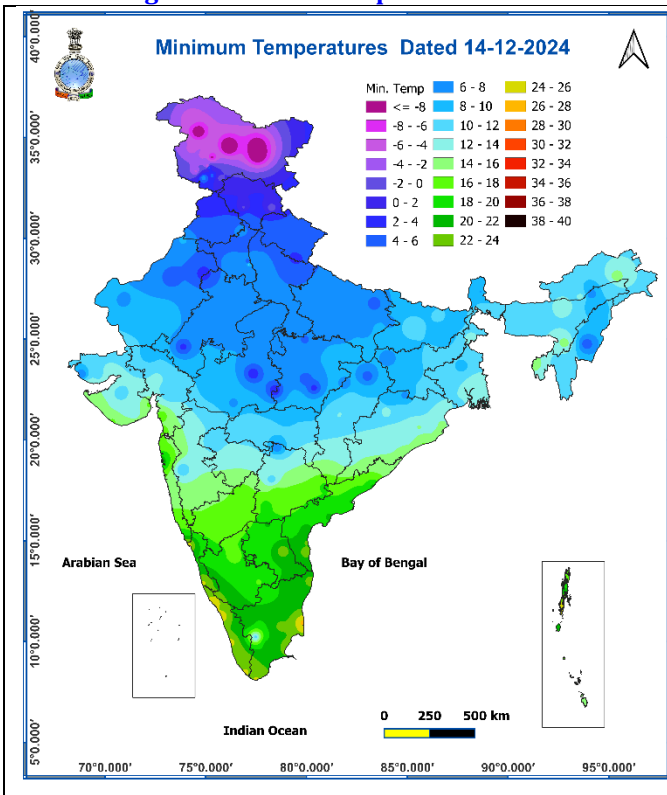 Minimum Temperatures Dated 14-12-2024
Min. Temp
<= -8
-8 - -6
-6 - -4
-4 - -2
-2 - 0
0 - 2
2 - 4
4 - 6
6 - 8
8 - 10
10 - 12
12 - 14
14 - 16
16 - 18
18 - 20
20 - 22
22 - 24
24 - 26
26 - 28
28 - 30
30 - 32
32 - 34
34 - 36
36 - 38
38 - 40
40°0.000'
35°0.000'
30°0.000'
25°0.000'
20°0.000'
15°0.000'
10°0.000'
5°0.000'
Arabian Sea
Bay of Bengal
Indian Ocean
0 250 500 km
70°0.000' 75°0.000' 80°0.000' 85°0.000' 90°0.000' 95°0.000'